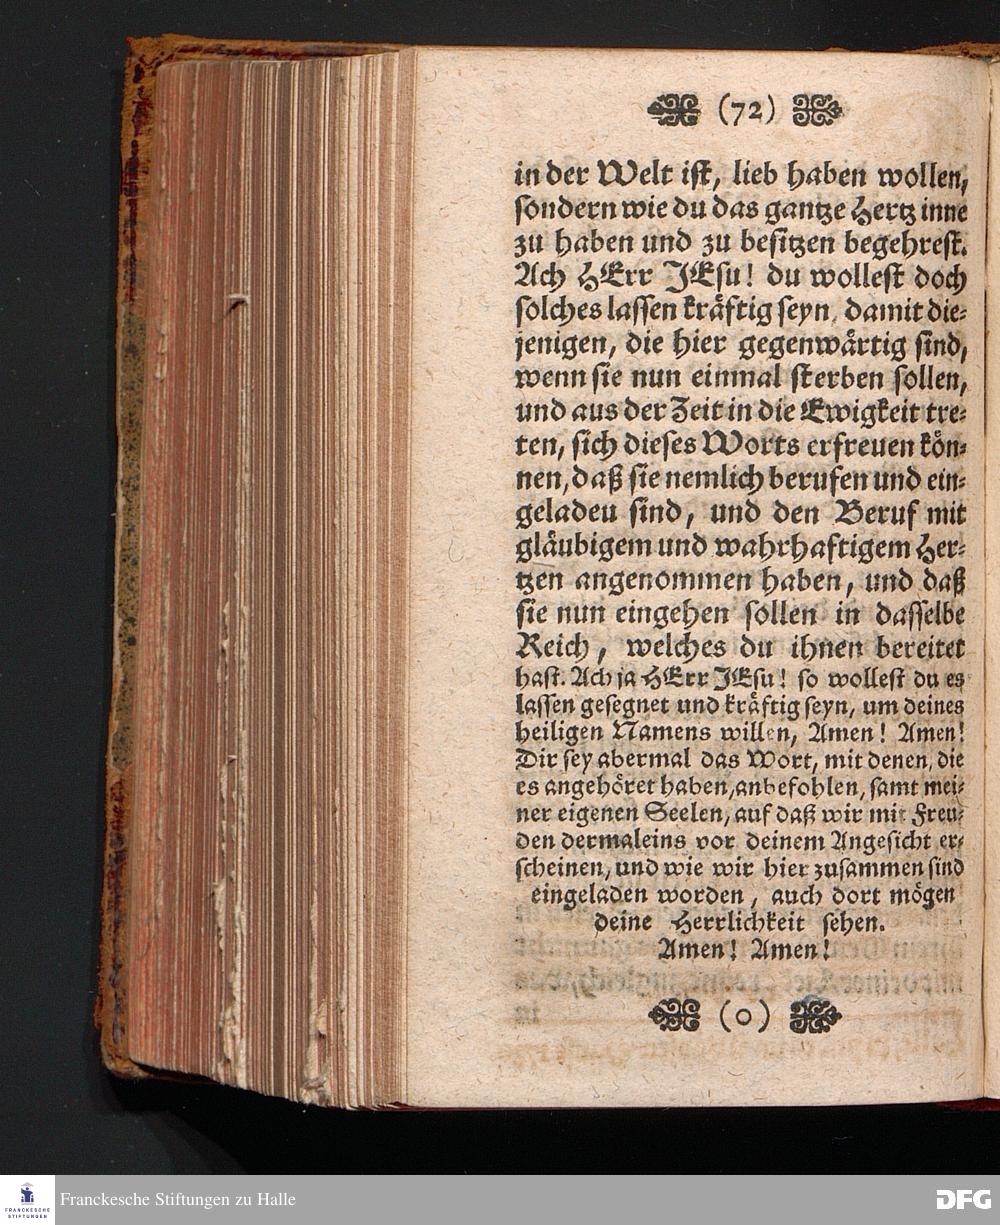 (72)
in der Welt ist, lieb haben wollen,
sondern wie du das gantze Hertz inne
zu haben und zu besitzen begehrest.
Ach HErr JEsu! du wollest doch
solches lassen kräftig seyn, damit die-
jenigen, die hier gegenwärtig sind,
wenn sie nun einmal sterben sollen,
und aus der Zeit in die Ewigkeit tre-
ten, sich dieses Worts erfreuen kön-
nen, daß sie nemlich berufen und ein-
geladeu sind, und den Beruf mit
gläubigem und wahrhaftigem Her-
tzen angenommen haben, und daß
sie nun eingehen sollen in dasselbe
Reich, welches du ihnen bereitet
hast. Ach ja HErr JEsu! so wollest du es
lassen gesegnet und kräftig seyn, um deines
heiligen Namens willen, Amen! Amen!
Dir sey abermal das Wort, mit denen, die
es angehöret haben, anbefohlen, samt mei-
ner eigenen Seelen, auf daß wir mit Freu-
den dermaleins vor deinem Angesicht er-
scheinen, und wie wir hier zusammen sind
eingeladen worden, auch dort mögen
deine Herrlichkeit sehen.
Amen! Amen!
(0)
FRANCKESCHE
STIFTUNGEN
Franckesche Stiftungen zu Halle
DFG